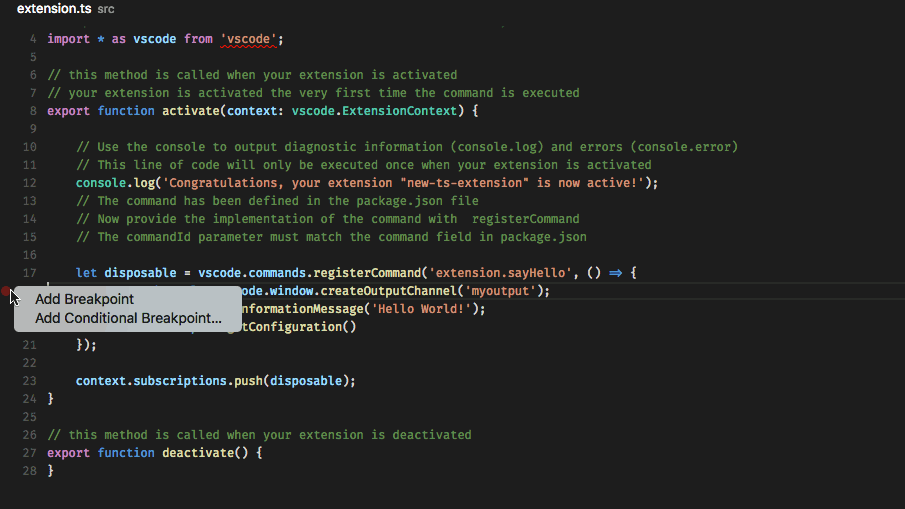 extension.ts src
4 import * as vscode from 'vscode';
5
6 // this method is called when your extension is activated
7 // your extension is activated the very first time the command is executed
8 export function activate(context: vscode.ExtensionContext) {
9
10 // Use the console to output diagnostic information (console.log) and errors (console.error)
11 // This line of code will only be executed once when your extension is activated
12 console.log('Congratulations, your extension "new-ts-extension" is now active!');
13 // The command has been defined in the package.json file
14 // Now provide the implementation of the command with  registerCommand
15 // The commandId parameter must match the command field in package.json
16
17 let disposable = vscode.commands.registerCommand('extension.sayHello', () => {
ode.window.createOutputChannel('myoutput');
Add Breakpoint
nformationMessage('Hello World!');
Add Conditional Breakpoint...
tConfiguration()
21 });
22
23 context.subscriptions.push(disposable);
24 }
25
26 // this method is called when your extension is deactivated
27 export function deactivate() {
28 }